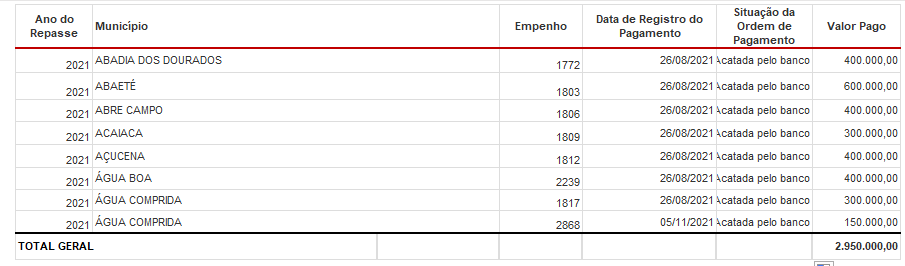 Ano do Repasse Município Empenho Data de Registro do Pagamento Situação da Ordem de Pagamento Valor Pago
2021 ABADIA DOS DOURADOS 1772 26/08/2021 Acatada pelo banco 400.000,00
2021 ABAETÉ 1803 26/08/2021 Acatada pelo banco 600.000,00
2021 ABRE CAMPO 1806 26/08/2021 Acatada pelo banco 400.000,00
2021 ACAIACA 1809 26/08/2021 Acatada pelo banco 300.000,00
2021 AÇUCENA 1812 26/08/2021 Acatada pelo banco 400.000,00
2021 ÁGUA BOA 2239 26/08/2021 Acatada pelo banco 400.000,00
2021 ÁGUA COMPRIDA 1817 26/08/2021 Acatada pelo banco 300.000,00
2021 ÁGUA COMPRIDA 2868 05/11/2021 Acatada pelo banco 150.000,00
TOTAL GERAL 2.950.000,00